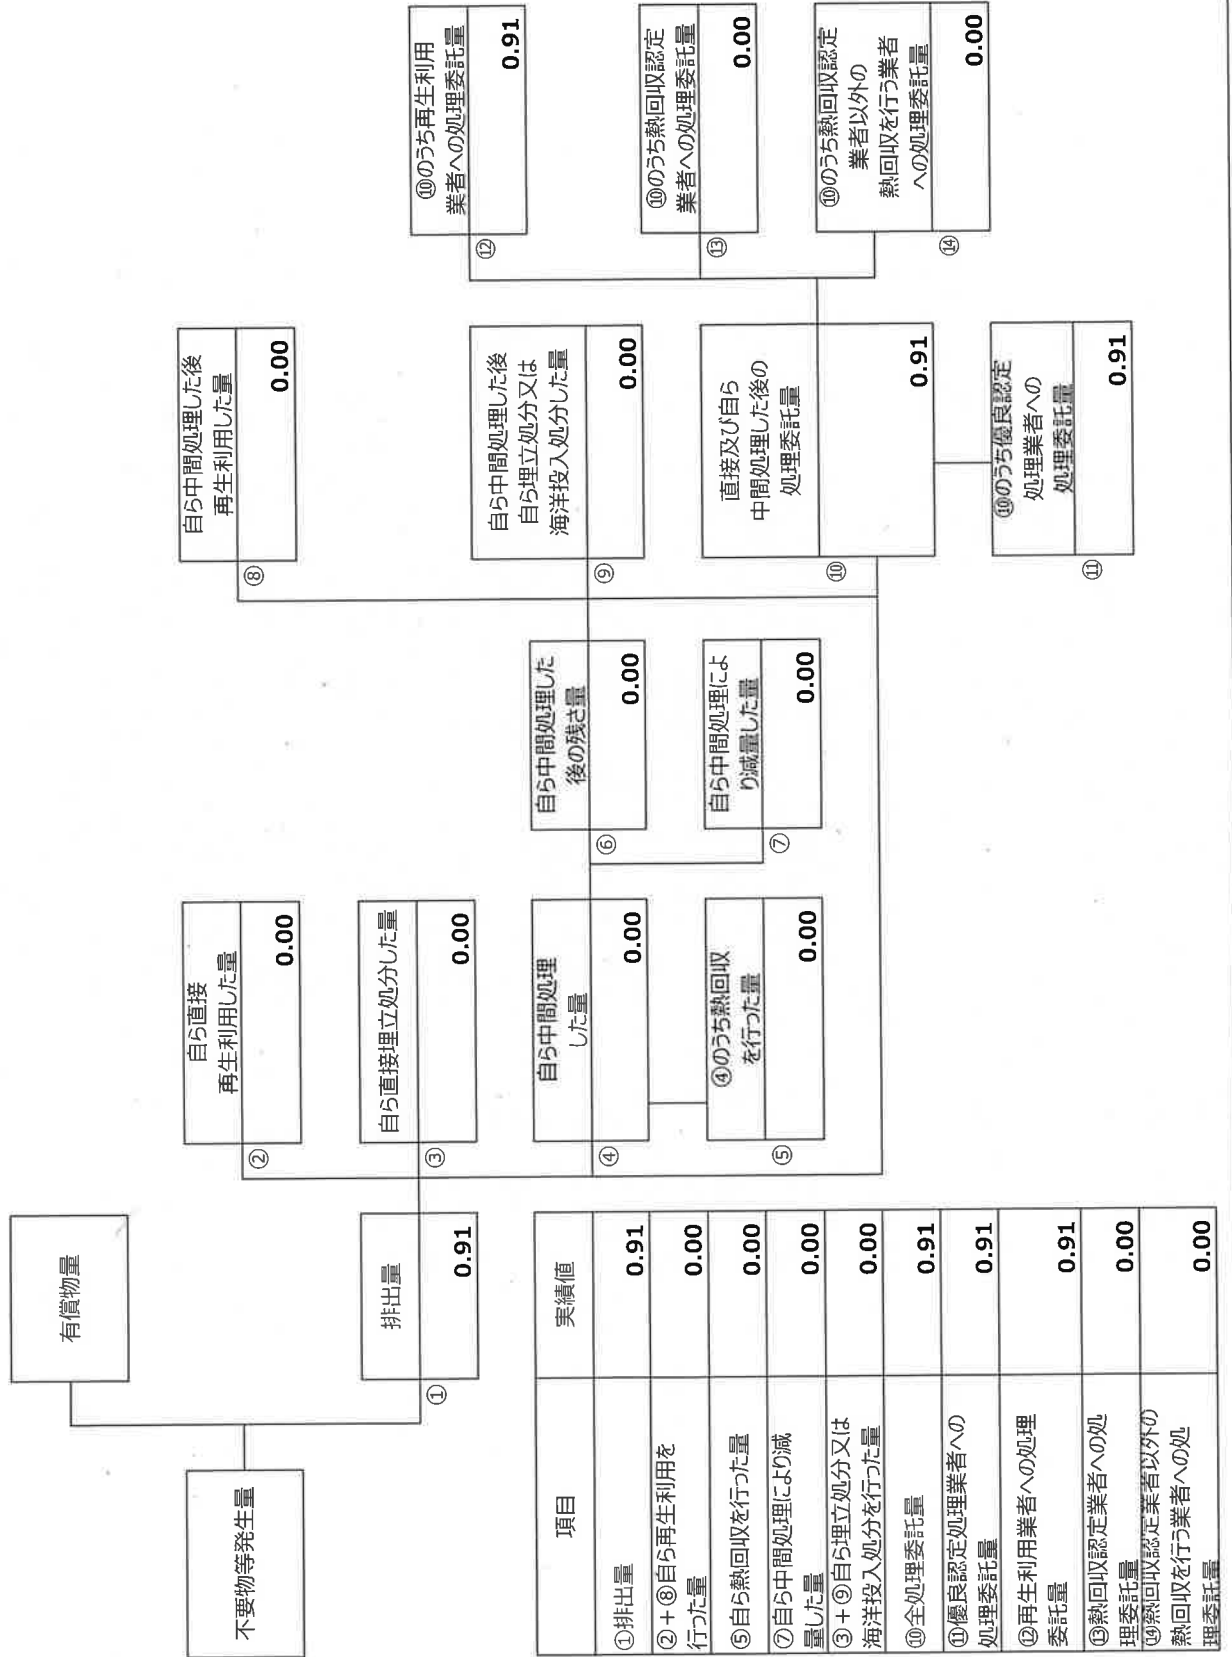 不要物等発生量
有償物量
排出量
①
0.91
自ら直接
再生利用した量
②
0.00
自ら直接埋立処分した量
③
0.00
自ら中間処理
した量
④
0.00
④のうち熱回収
を行った量
⑤
0.00
自ら中間処理した
後の残さ量
⑥
0.00
自ら中間処理によ
り減量した量
⑦
0.00
自ら中間処理した後
再生利用した量
⑧
0.00
自ら中間処理した後
自ら埋立処分又は
海洋投入処分した量
⑨
0.00
直接及び自ら
中間処理した後の
処理委託量
⑩
0.91
⑩のうち優良認定
処理業者への
処理委託量
⑪
0.91
⑩のうち再生利用
業者への処理委託量
⑫
0.91
⑩のうち熱回収認定
業者への処理委託量
⑬
0.00
⑩のうち熱回収認定
業者以外の
熱回収を行う業者
への処理委託量
⑭
0.00
項目 実績値
①排出量 0.91
②+⑧自ら再生利用を
行った量 0.00
⑤自ら熱回収を行った量 0.00
⑦自ら中間処理により減
量した量 0.00
③+⑨自ら埋立処分又は
海洋投入処分を行った量 0.00
⑩全処理委託量 0.91
⑪優良認定処理業者への
処理委託量 0.91
⑫再生利用業者への処理
委託量 0.91
⑬熱回収認定業者への処
理委託量 0.00
⑭熱回収認定業者以外の
熱回収を行う業者への処
理委託量 0.00